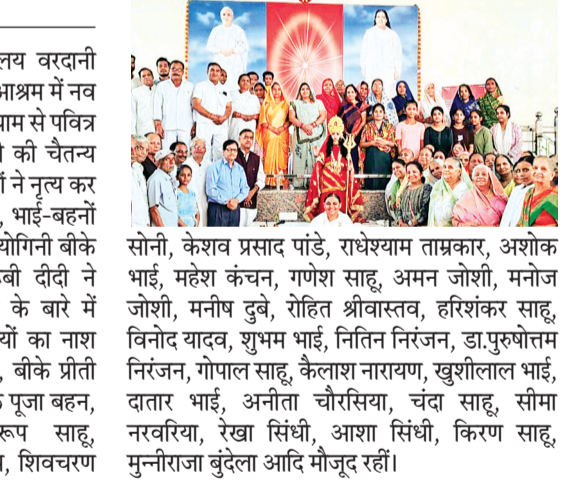 लय वरदानी
आश्रम में नव
से पवित्र
की चैतन्य
ने नृत्य कर
, भाई-बहनों
योगिनी बीके
दीदी ने
के बारे में
यों का नाश
, बीके प्रीती
पूजा बहन,
रूप साहू,
, शिवचरण
सोनी, केशव प्रसाद पांडे, राधेश्याम ताम्रकार, अशोक
भाई, महेश कंचन, गणेश साहू, अमन जोशी, मनोज
जोशी, मनीष दुबे, रोहित श्रीवास्तव, हरिशंकर साहू,
विनोद यादव, शुभम भाई, नितिन निरंजन, डा.पुरुषोत्तम
निरंजन, गोपाल साहू, कैलाश नारायण, खुशीलाल भाई,
दातार भाई, अनीता चौरसिया, चंदा साहू, सीमा
नरवरिया, रेखा सिंधी, आशा सिंधी, किरण साहू,
मुन्नीराजा बुंदेला आदि मौजूद रहीं।